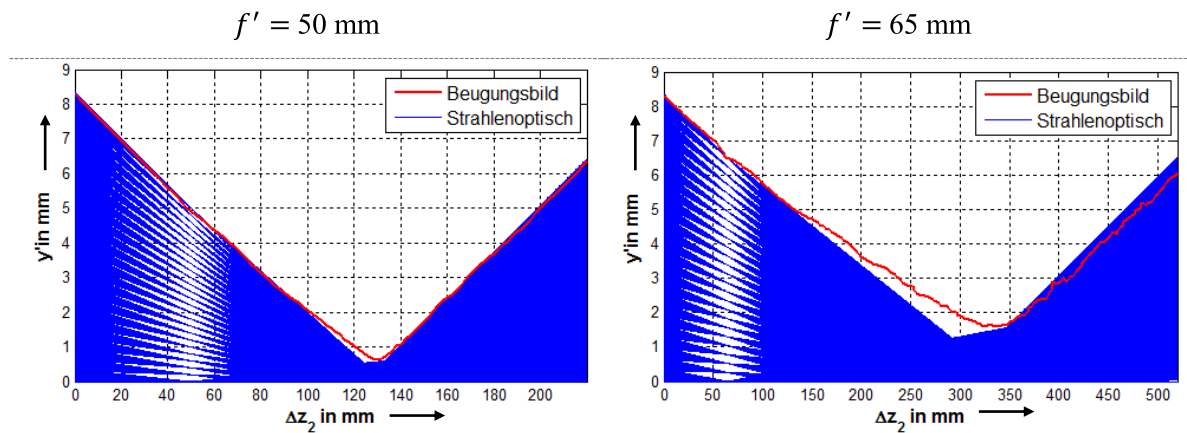 f′ = 50 mm
9
8
7
6
5
4
3
2
1
0
y' in mm
Beugungsbild
Strahlenoptisch
0 20 40 60 80 100 120 140 160 180 200
Δz₂ in mm
f′ = 65 mm
9
8
7
6
5
4
3
2
1
0
y' in mm
Beugungsbild
Strahlenoptisch
0 50 100 150 200 250 300 350 400 450 500
Δz₂ in mm